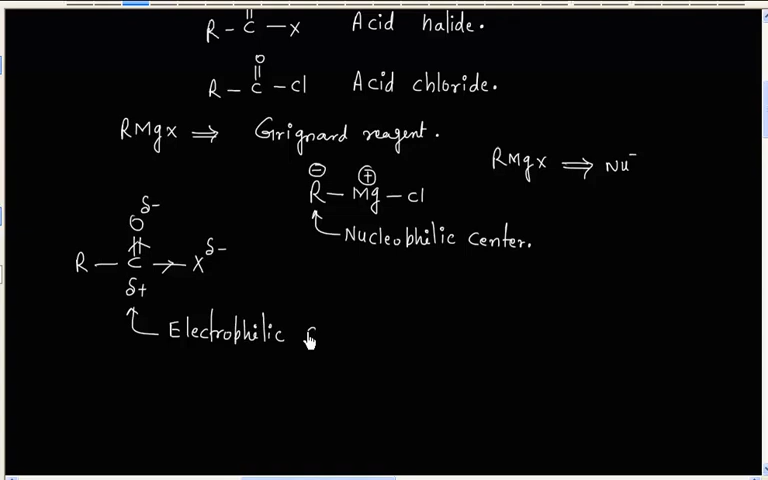 R – C – X Acid halide.
O
||
R – C – Cl Acid chloride.
RMgx ⇒ Grignard reagent.
RMgx ⇒ Nu⁻
⊖ ⊕
R – Mg – Cl
Nucleophilic center.
δ-
O
||
R – C → X δ-
δ+
Electrophilic